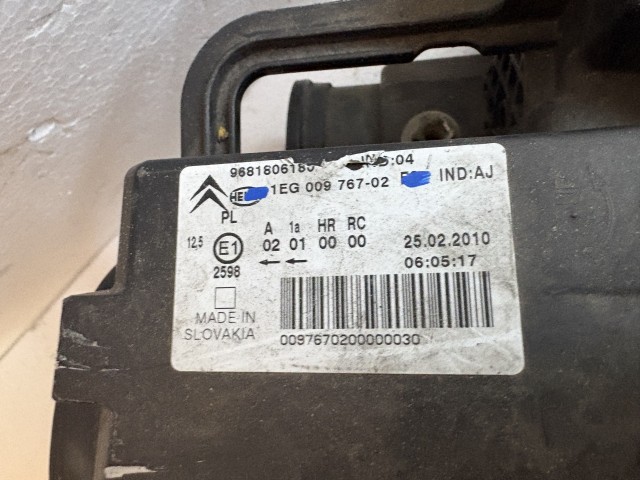 9681806180 IND:04
1EG 009 767-02 IND:AJ
PL
A 1a HR RC
12,5 E1 02 01 00 00 25.02.2010
2598 ←← 06:05:17
MADE IN
SLOVAKIA
0097670200000030